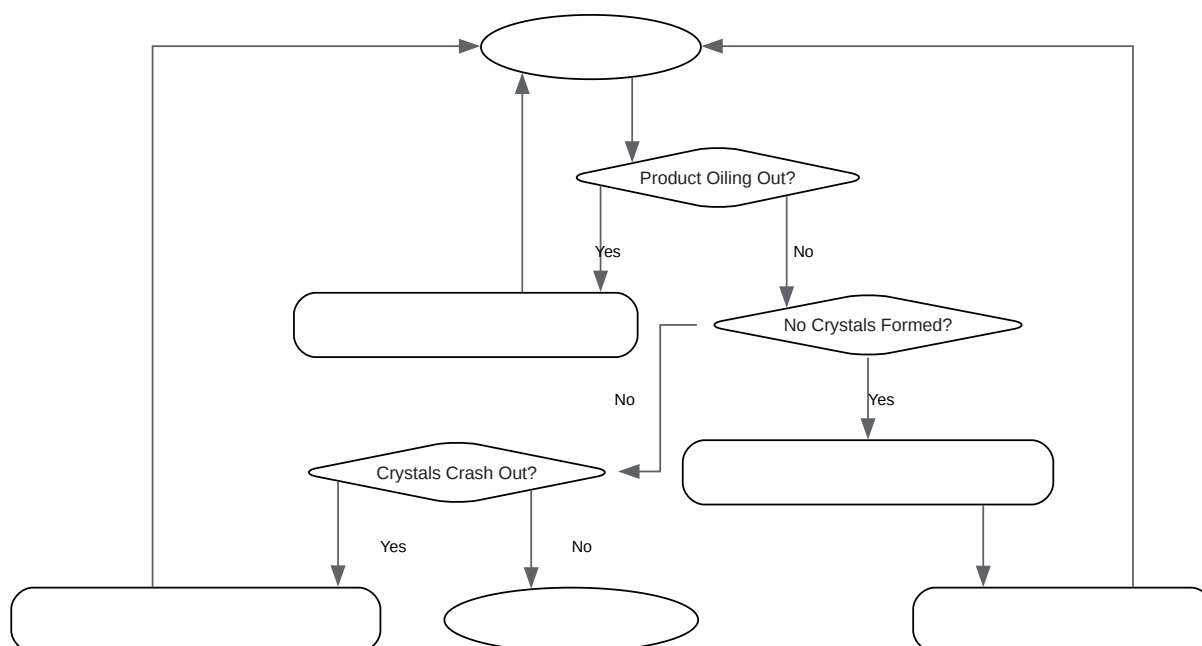 Product Oiling Out?
Yes
No
No Crystals Formed?
No
Yes
Crystals Crash Out?
Yes
No